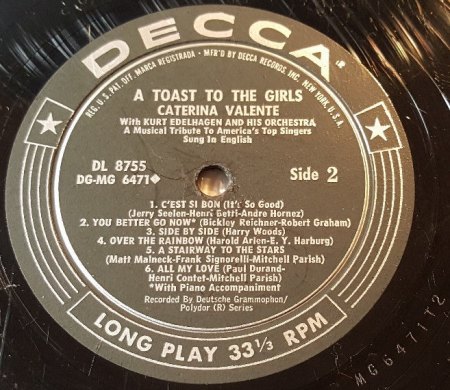 DECCA®
REG. U.S. PAT. OFF. MARCA REGISTRADA - MF'D BY DECCA RECORDS, INC., NEW YORK, U.S.A.
A TOAST TO THE GIRLS
CATERINA VALENTE
With KURT EDELHAGEN AND HIS ORCHESTRA
A Musical Tribute To America's Top Singers
Sung In English
DL 8755
DG-MG 6471◆
Side 2
1. C'EST SI BON (It's So Good)
(Jerry Seelen-Henri Betti-Andre Hornez)
2. YOU BETTER GO NOW* (Bickley Reichner-Robert Graham)
3. SIDE BY SIDE (Harry Woods)
4. OVER THE RAINBOW (Harold Arlen-E. Y. Harburg)
5. A STAIRWAY TO THE STARS
(Matt Malneck-Frank Signorelli-Mitchell Parish)
6. ALL MY LOVE (Paul Durand-
Henri Contet-Mitchell Parish)
*With Piano Accompaniment
Recorded By Deutsche Grammophon/
Polydor (R) Series
LONG PLAY 33⅓ RPM
MG6471T2